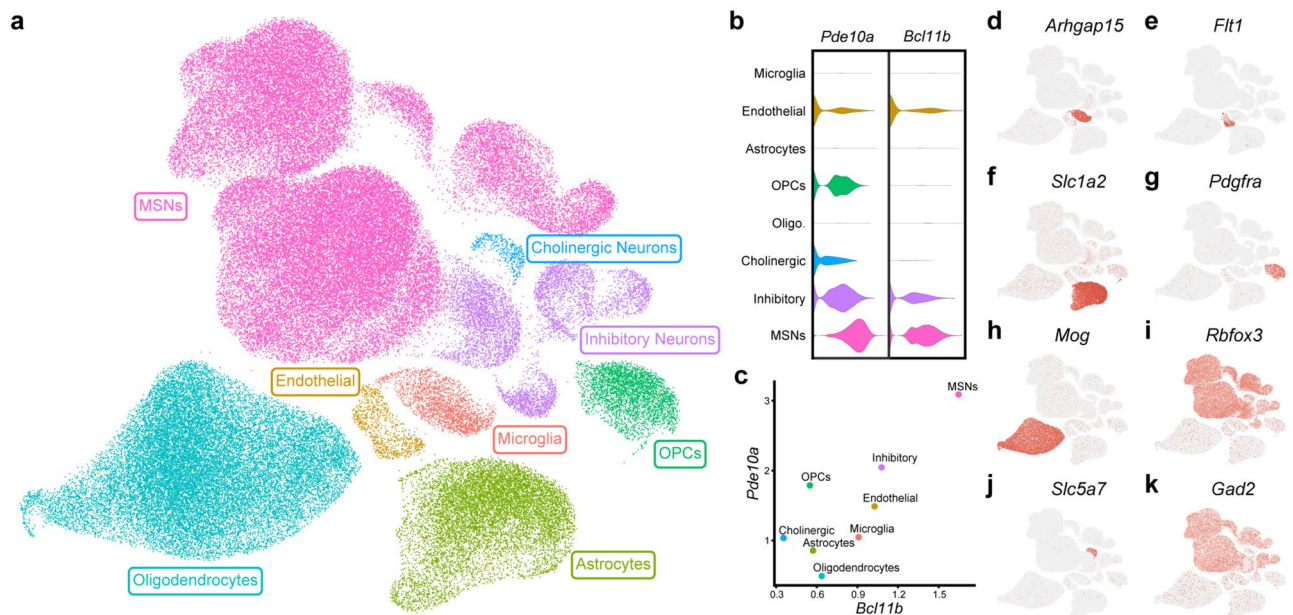 a
MSNs
Cholinergic Neurons
Inhibitory Neurons
Endothelial
Microglia
OPCs
Oligodendrocytes
Astrocytes
b
Pde10a Bcl11b
Microglia
Endothelial
Astrocytes
OPCs
Oligo.
Cholinergic
Inhibitory
MSNs
c
MSNs
Inhibitory
OPCs
Endothelial
Cholinergic
Microglia
Astrocytes
Oligodendrocytes
3
2
1
Pde10a
0.3 0.6 0.9 1.2 1.5
Bcl11b
d Arhgap15
e Flt1
f Slc1a2
g Pdgfra
h Mog
i Rbfox3
j Slc5a7
k Gad2